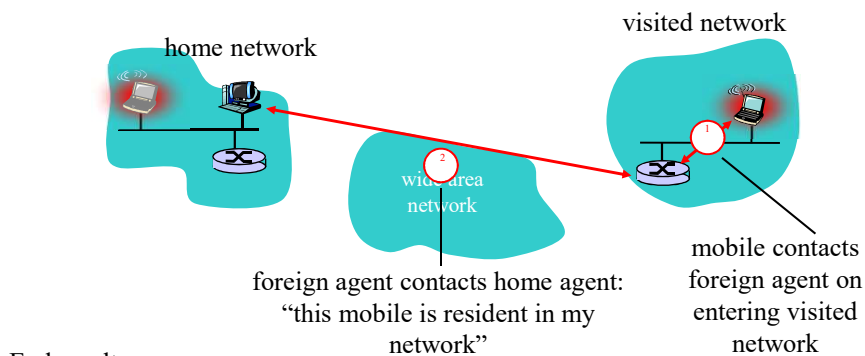 visited network
home network
1
2
wide area
network
mobile contacts
foreign agent on
entering visited
network
foreign agent contacts home agent:
“this mobile is resident in my
network”